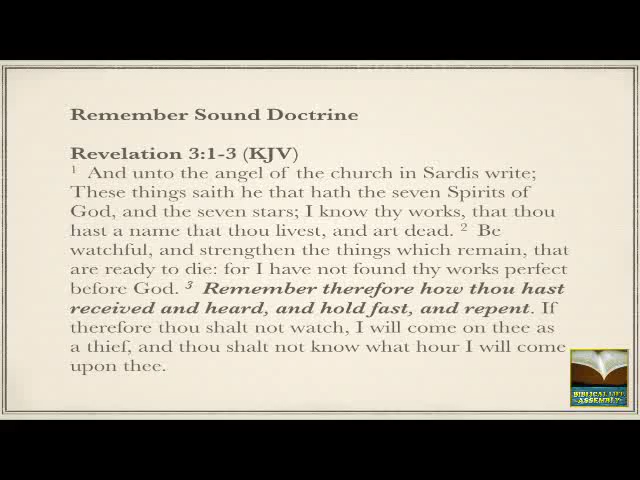 Remember Sound Doctrine
Revelation 3:1-3 (KJV)
1 And unto the angel of the church in Sardis write;
These things saith he that hath the seven Spirits of
God, and the seven stars; I know thy works, that thou
hast a name that thou livest, and art dead. 2 Be
watchful, and strengthen the things which remain, that
are ready to die: for I have not found thy works perfect
before God. 3 Remember therefore how thou hast
received and heard, and hold fast, and repent. If
therefore thou shalt not watch, I will come on thee as
a thief, and thou shalt not know what hour I will come
upon thee.
BIBLICAL LIFE
ASSEMBLY